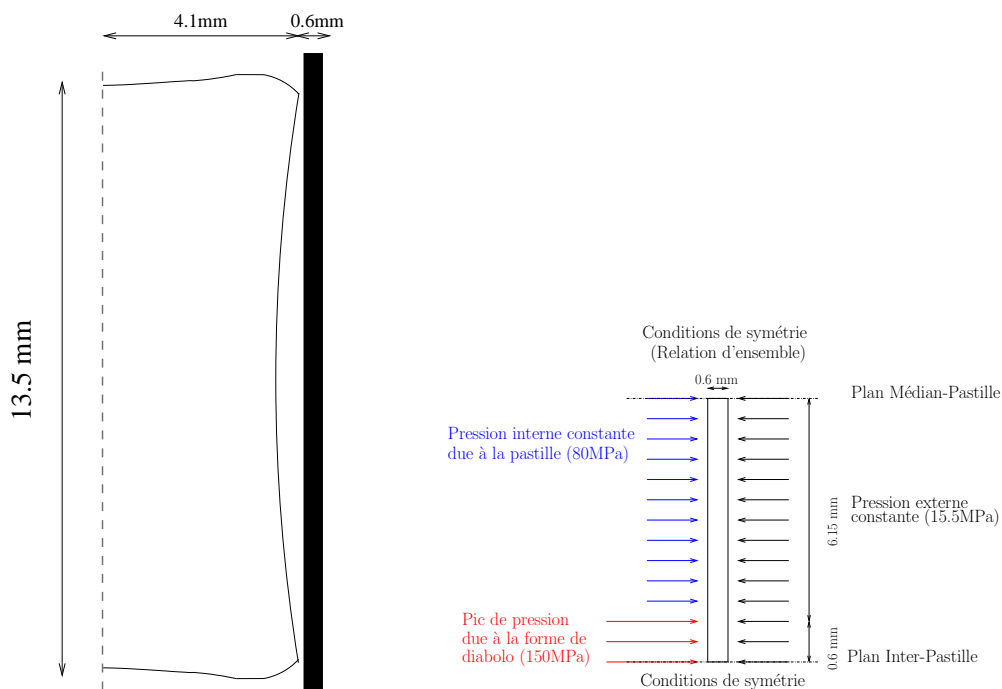 4.1mm
0.6mm
13.5 mm
Conditions de symétrie
(Relation d'ensemble)
0.6 mm
Plan Médian-Pastille
Pression interne constante
due à la pastille (80MPa)
Pression externe
constante (15.5MPa)
6.15 mm
Pic de pression
due à la forme de
diabolo (150MPa)
0.6 mm
Plan Inter-Pastille
Conditions de symétrie